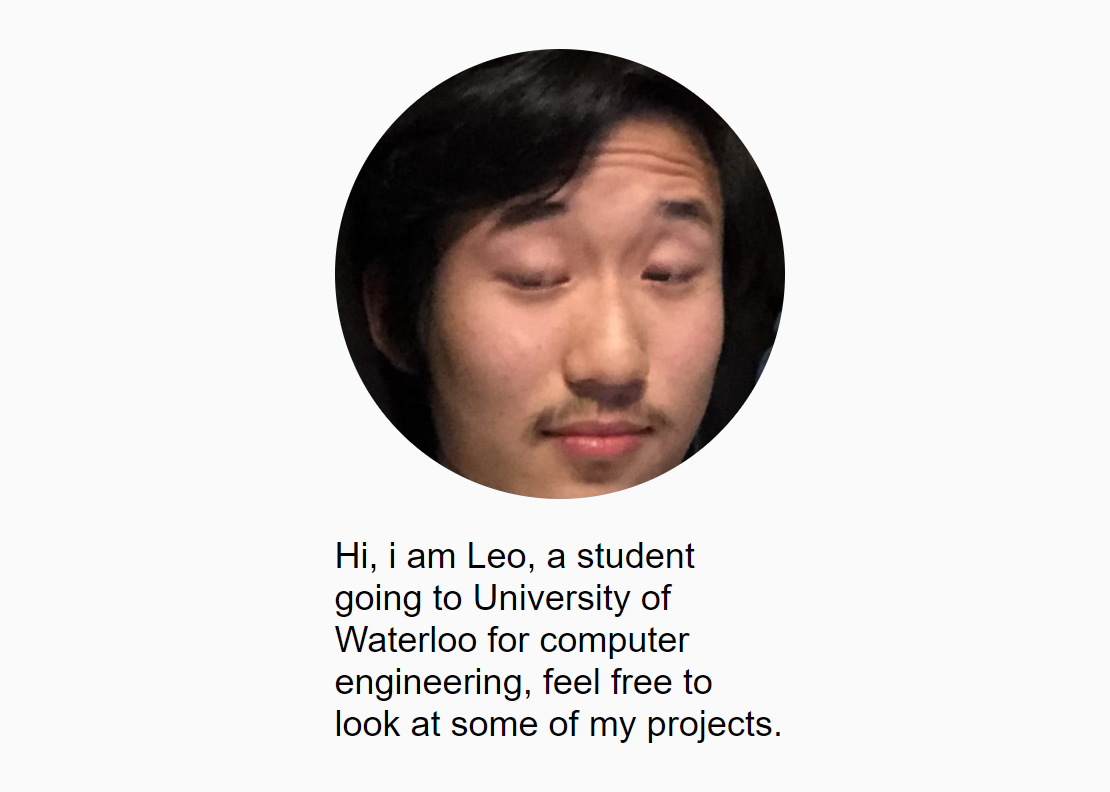 Hi, i am Leo, a student
going to University of
Waterloo for computer
engineering, feel free to
look at some of my projects.